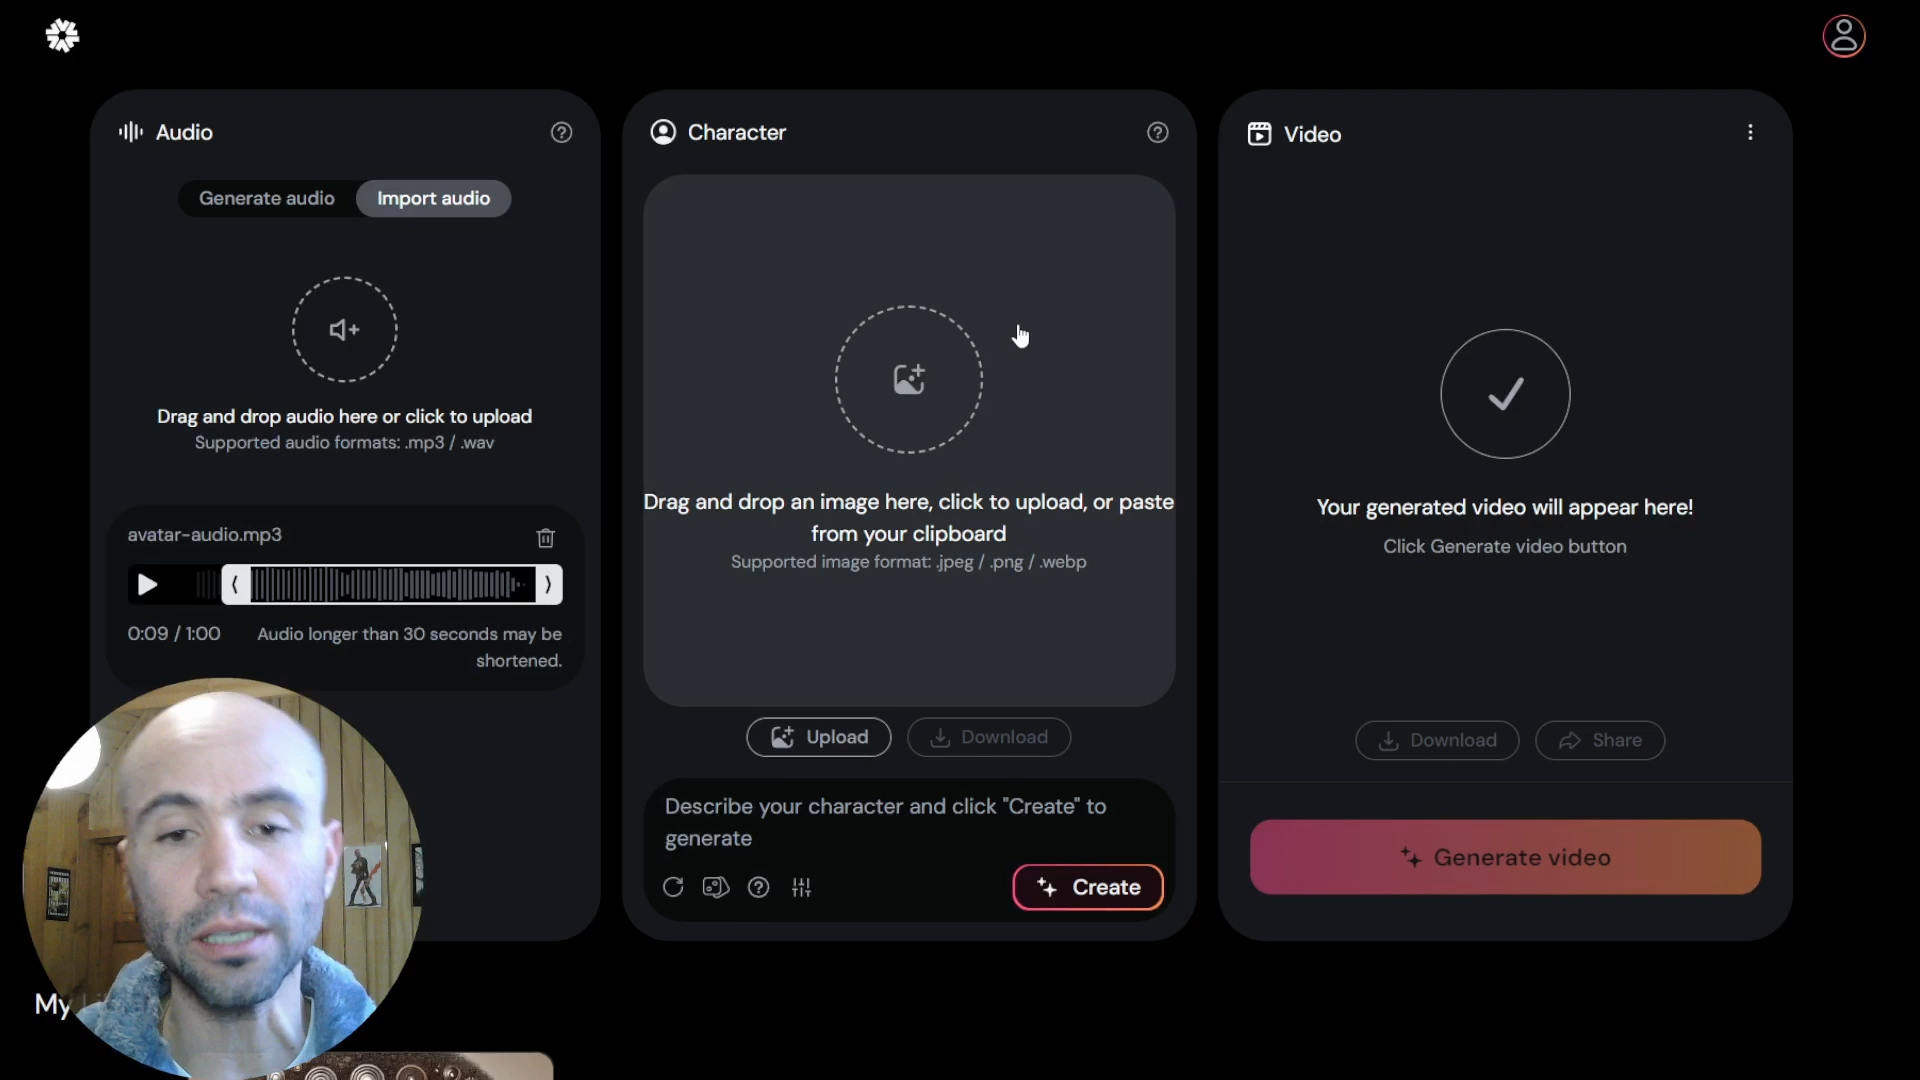 Audio
Generate audio
Import audio
Drag and drop audio here or click to upload
Supported audio formats: .mp3 / .wav
avatar-audio.mp3
0:09 / 1:00
Audio longer than 30 seconds may be
shortened.
My
Character
Drag and drop an image here, click to upload, or paste
from your clipboard
Supported image format: .jpeg / .png / .webp
Upload
Download
Describe your character and click "Create" to
generate
Create
Video
Your generated video will appear here!
Click Generate video button
Download
Share
Generate video